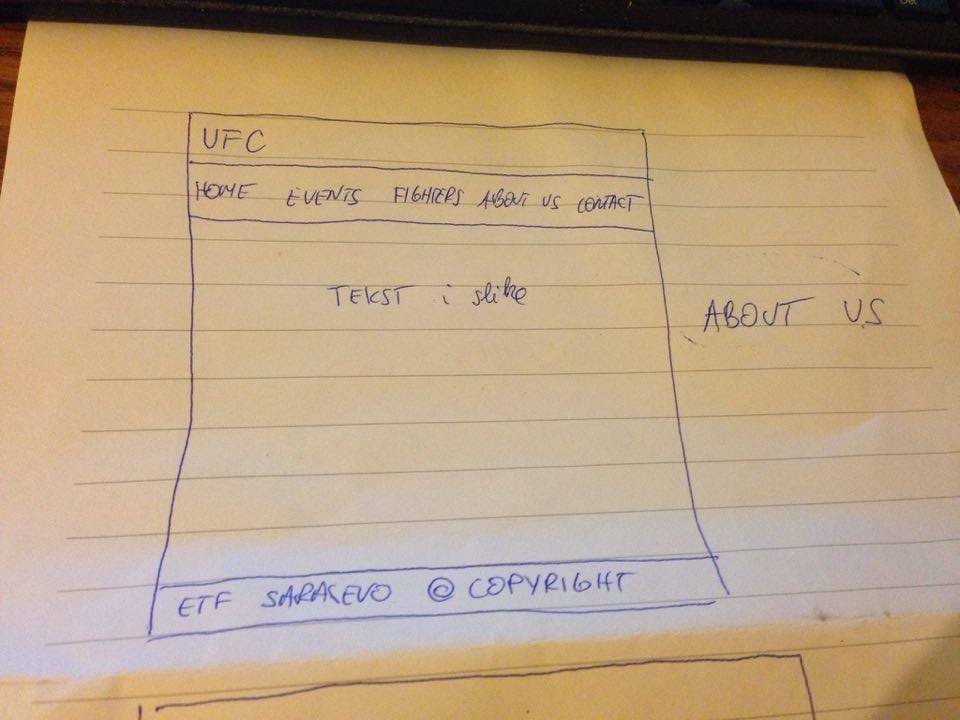 UFC
HOME EVENTS FIGHTERS ABOUT US CONTACT
TEKST i slike
ABOUT US
ETF SARAJEVO © COPYRIGHT